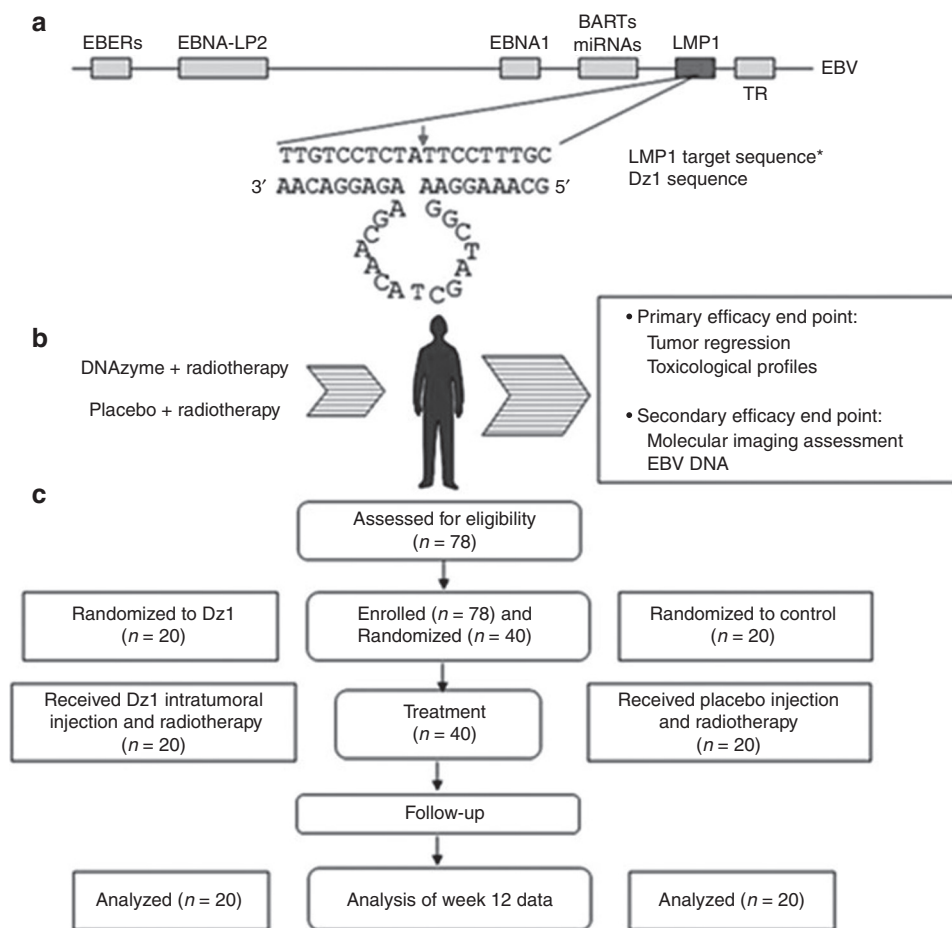 a
EBERs
EBNA-LP2
EBNA1
BARTs
miRNAs
LMP1
EBV
TR
TTGTCCTCTATTCCTTTGC
LMP1 target sequence*
3′ AACAGGAGA AAGGAAACG 5′
Dz1 sequence
AGCAACATCGATCGG
b
DNAzyme + radiotherapy
Placebo + radiotherapy
• Primary efficacy end point:
Tumor regression
Toxicological profiles
• Secondary efficacy end point:
Molecular imaging assessment
EBV DNA
c
Assessed for eligibility
(n = 78)
Randomized to Dz1
(n = 20)
Enrolled (n = 78) and
Randomized (n = 40)
Randomized to control
(n = 20)
Received Dz1 intratumoral
injection and radiotherapy
(n = 20)
Treatment
(n = 40)
Received placebo injection
and radiotherapy
(n = 20)
Follow-up
Analyzed (n = 20)
Analysis of week 12 data
Analyzed (n = 20)